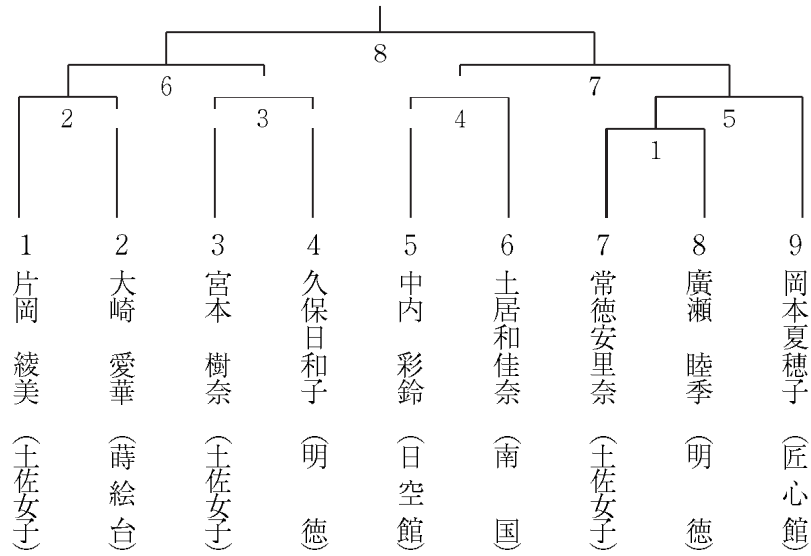 8
6
7
2
3
4
5
1
1 片岡 綾美 (土佐女子)
2 大崎 愛華 (蒔絵台)
3 宮本 樹奈 (土佐女子)
4 久保日和子 (明 徳)
5 中内 彩鈴 (日空館)
6 土居和佳奈 (南 国)
7 常徳安里奈 (土佐女子)
8 廣瀬 睦季 (明 徳)
9 岡本夏穂子 (匠心館)